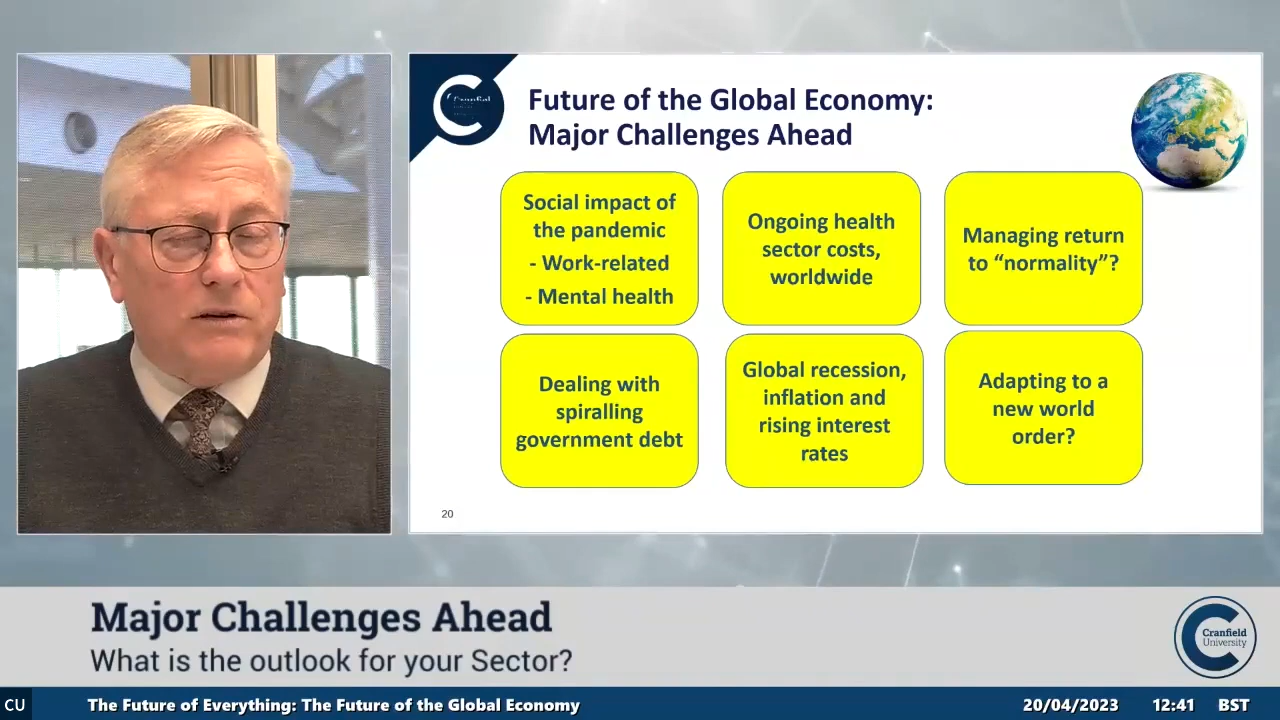 Cranfield
Future of the Global Economy:
Major Challenges Ahead
Social impact of
the pandemic
- Work-related
- Mental health
Ongoing health
sector costs,
worldwide
Managing return
to “normality”?
Dealing with
spiralling
government debt
Global recession,
inflation and
rising interest
rates
Adapting to a
new world
order?
20
Major Challenges Ahead
What is the outlook for your Sector?
Cranfield
University
CU
The Future of Everything: The Future of the Global Economy
20/04/2023 12:41 BST